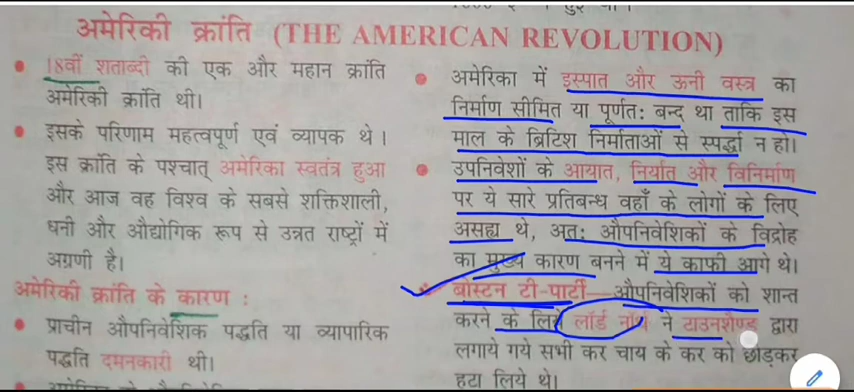 अमेरिकी क्रांति (THE AMERICAN REVOLUTION)
18वीं शताब्दी की एक और महान क्रांति
अमेरिकी क्रांति थी।
इसके परिणाम महत्वपूर्ण एवं व्यापक थे।
इस क्रांति के पश्चात् अमेरिका स्वतंत्र हुआ
और आज वह विश्व के सबसे शक्तिशाली,
धनी और औद्योगिक रूप से उन्नत राष्ट्रों में
अग्रणी है।
अमेरिकी क्रांति के कारण :
प्राचीन औपनिवेशिक पद्धति या व्यापारिक
पद्धति दमनकारी थी।
अमेरिका में इस्पात और ऊनी वस्त्र का
निर्माण सीमित या पूर्णतः बन्द था ताकि इस
माल के ब्रिटिश निर्माताओं से स्पर्द्धा न हो।
उपनिवेशों के आयात, निर्यात और विनिर्माण
पर ये सारे प्रतिबन्ध वहाँ के लोगों के लिए
असह्य थे, अतः औपनिवेशिकों के विद्रोह
का मुख्य कारण बनने में ये काफी आगे थे।
बोस्टन टी-पार्टी—औपनिवेशिकों को शान्त
करने के लिये लॉर्ड नॉर्थ ने टाउनशैण्ड द्वारा
लगाये गये सभी कर चाय के कर को छोड़कर
हटा लिये थे।